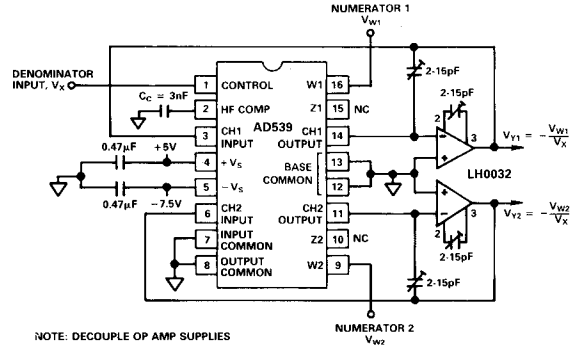 NUMERATOR 1
VW1
DENOMINATOR
INPUT, VX
CC = 3nF
0.47µF
+5V
0.47µF
-7.5V
1 CONTROL
2 HF COMP
3 CH1 INPUT
4 +VS
5 -VS
6 CH2 INPUT
7 INPUT COMMON
8 OUTPUT COMMON
AD539
W1 16
Z1 15 NC
CH1 OUTPUT 14
BASE COMMON 13
12
CH2 OUTPUT 11
Z2 10 NC
W2 9
2-15pF
2-15pF
2
3
-
+
LH0032
VY1 = - VW1/VX
+
-
2
3
VY2 = - VW2/VX
2-15pF
2-15pF
NUMERATOR 2
VW2
NOTE: DECOUPLE OP AMP SUPPLIES